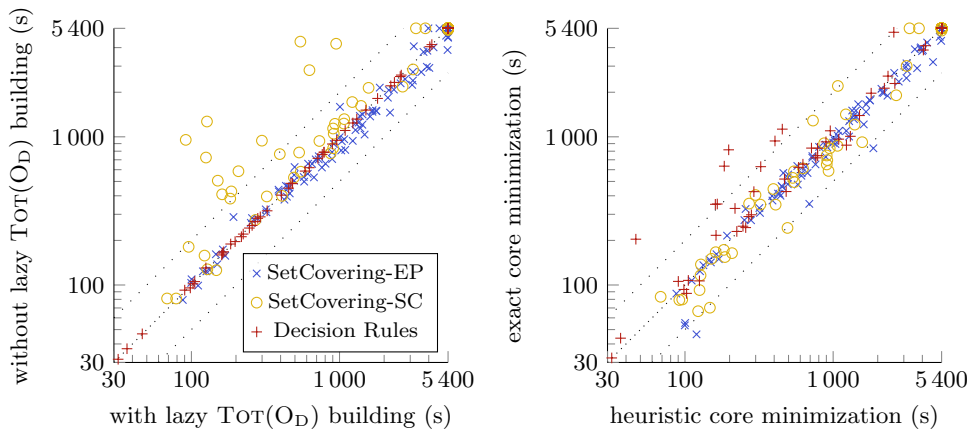 without lazy TOT(OD) building (s)
5 400
1 000
100
30
SetCovering-EP
SetCovering-SC
Decision Rules
30 100 1 000 5 400
with lazy TOT(OD) building (s)
exact core minimization (s)
5 400
1 000
100
30
30 100 1 000 5 400
heuristic core minimization (s)